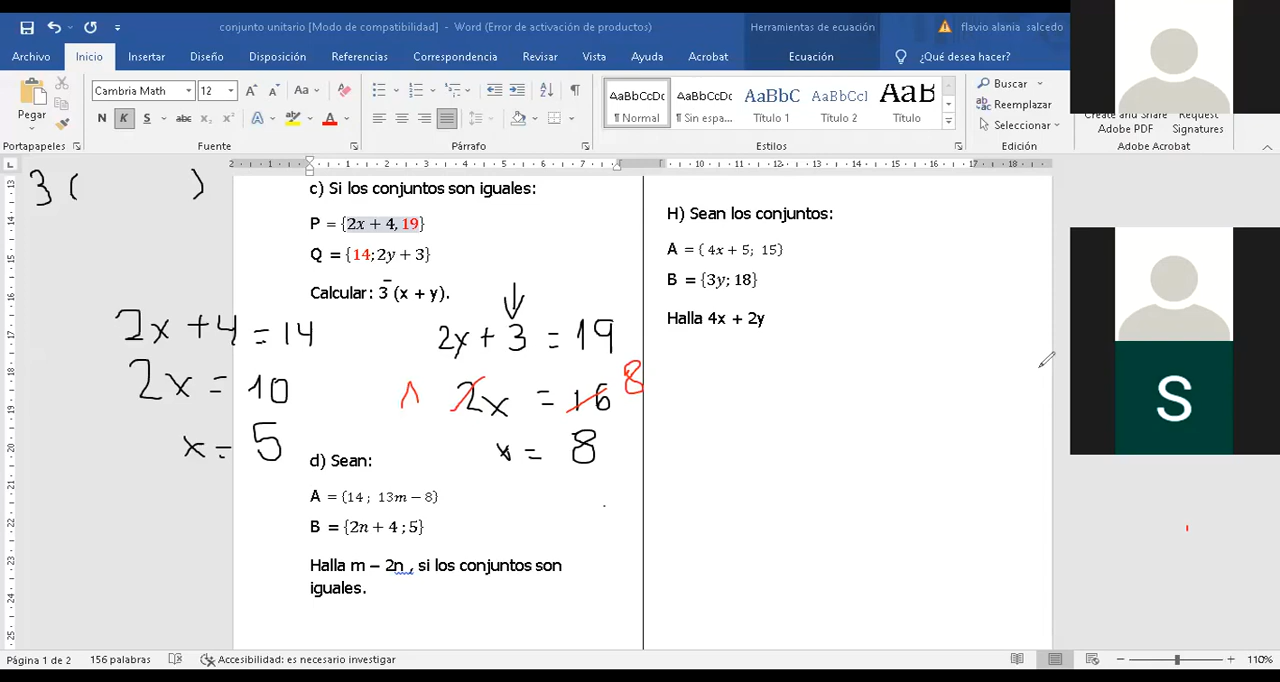 conjunto unitario [Modo de compatibilidad] - Word (Error de activación de productos)
Herramientas de ecuación
flavio alania salcedo
Archivo Inicio Insertar Diseño Disposición Referencias Correspondencia Revisar Vista Ayuda Acrobat Ecuación ¿Qué desea hacer?
Pegar
Cambria Math 12
N K S abc x₂ x²
AaBbCcDc AaBbCcDc AaBbC AaBbCcI AaB
¶ Normal ¶ Sin espa... Título 1 Título 2 Título
Buscar
Reemplazar
Seleccionar
Create and Share Adobe PDF
Request Signatures
Portapapeles Fuente Párrafo Estilos Edición Adobe Acrobat
3 ( )
c) Si los conjuntos son iguales:
P = {2x + 4, 19}
Q = {14; 2y + 3}
Calcular: 3 (x + y).
2x + 4 = 14
2x = 10
x = 5
2x + 3 = 19
2x = 16 8
x = 8
d) Sean:
A = {14 ; 13m − 8}
B = {2n + 4 ; 5}
Halla m – 2n , si los conjuntos son
iguales.
H) Sean los conjuntos:
A = { 4x + 5; 15}
B = {3y; 18}
Halla 4x + 2y
S
Página 1 de 2 156 palabras Accesibilidad: es necesario investigar 110%